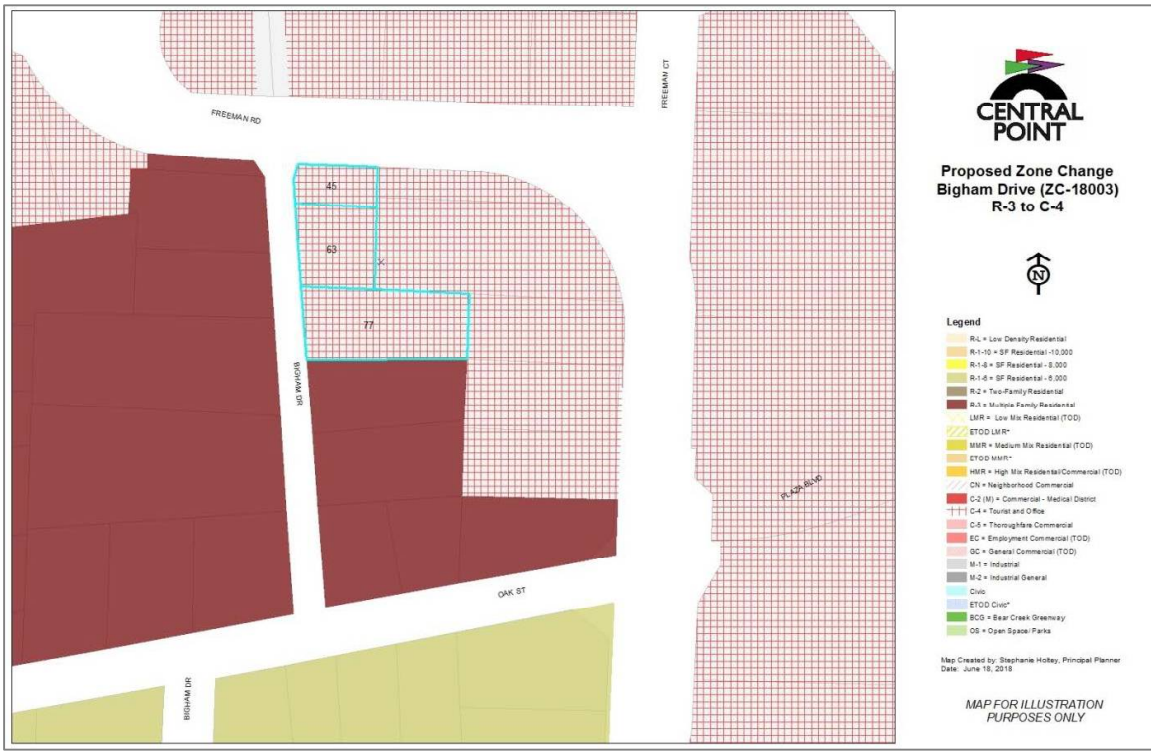 FREEMAN RD
FREEMAN CT
45
63
77
BIGHAM DR
PLAZA BLVD
OAK ST
BIGHAM DR
CENTRAL
POINT
Proposed Zone Change
Bigham Drive (ZC-18003)
R-3 to C-4
N
Legend
R-L = Low Density Residential
R-1-10 = SF Residential -10,000
R-1-8 = SF Residential - 8,000
R-1-6 = SF Residential - 6,000
R-2 = Two-Family Residential
R-3 = Multiple Family Residential
LMR = Low Mix Residential (TOD)
ETOD LMR*
MMR = Medium Mix Residential (TOD)
ETOD MMR*
HMR = High Mix Residential/Commercial (TOD)
CN = Neighborhood Commercial
C-2 (M) = Commercial - Medical District
C-4 = Tourist and Office
C-5 = Thoroughfare Commercial
EC = Employment Commercial (TOD)
GC = General Commercial (TOD)
M-1 = Industrial
M-2 = Industrial General
Civic
ETOD Civic*
BCG = Bear Creek Greenway
OS = Open Space/ Parks
Map Created by: Stephanie Holtey, Principal Planner
Date: June 18, 2018
MAP FOR ILLUSTRATION
PURPOSES ONLY